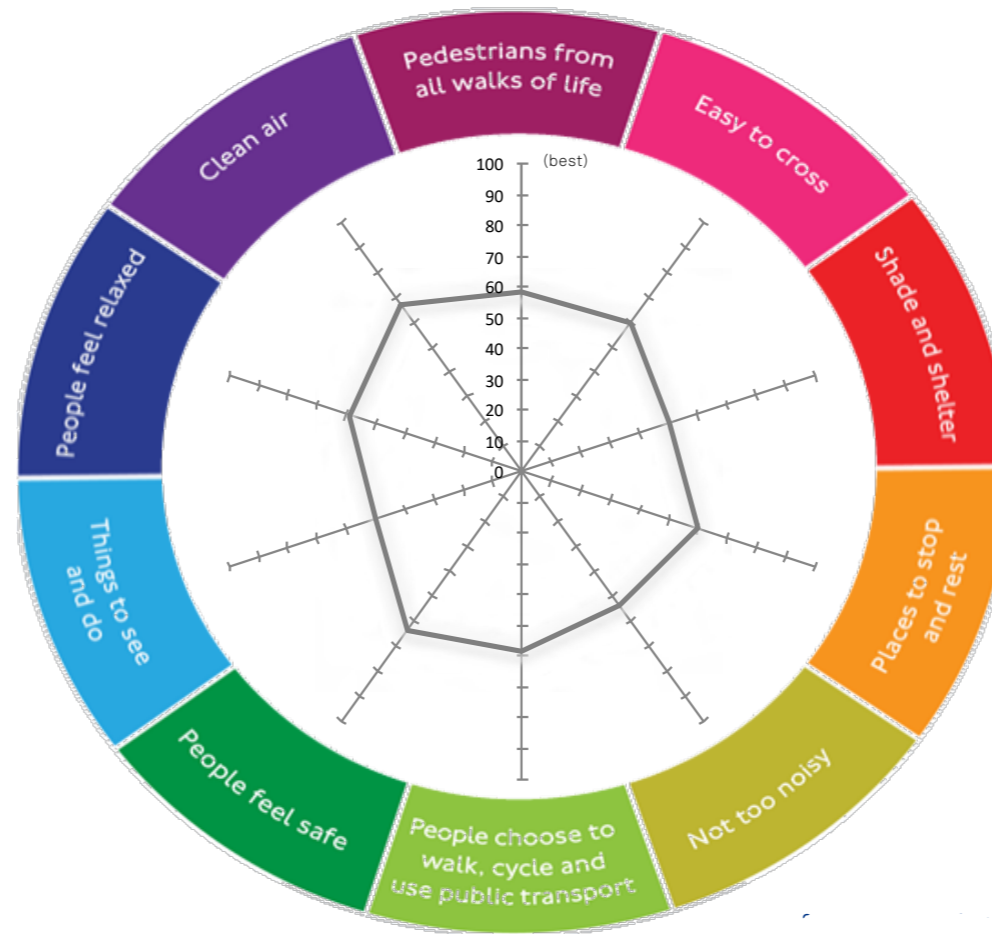 Pedestrians from
all walks of life
Easy to cross
Shade and shelter
Places to stop
and rest
Not too noisy
People choose to
walk, cycle and
use public transport
People feel safe
Things to see
and do
People feel relaxed
Clean air
100
(best)
90
80
70
60
50
40
30
20
10
0